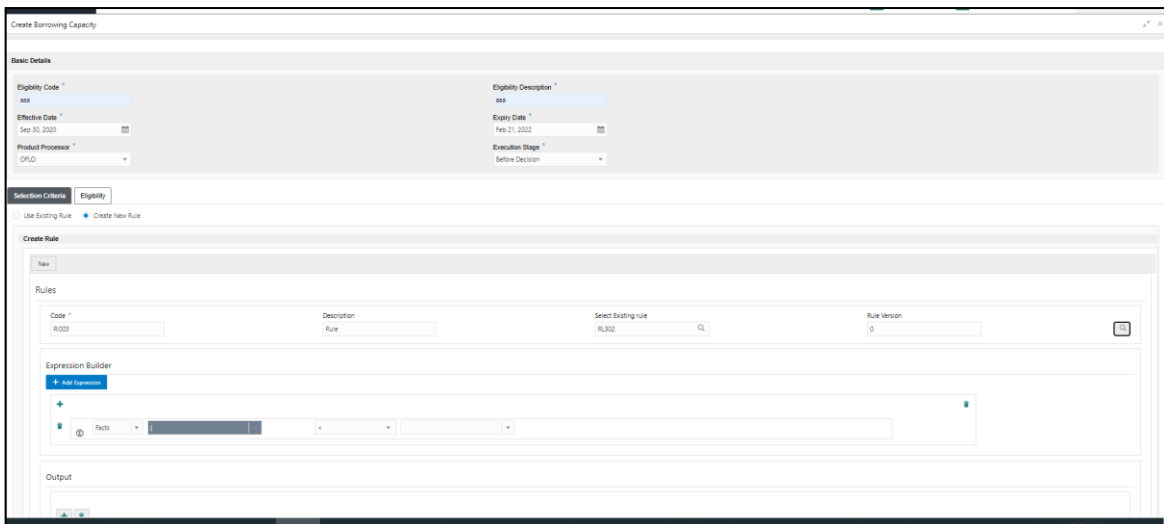 Create Borrowing Capacity
Basic Details
Eligibility Code *
Eligibility Description *
aaa
aaa
Effective Date *
Expiry Date *
Sep 30, 2020
Feb 21, 2022
Product Processor *
Execution Stage *
OFLO
Before Decision
Selection Criteria
Eligibility
Use Existing Rule
Create New Rule
Create Rule
New
Rules
Code *
Description
Select Existing rule
Rule Version
Rule
RL302
0
Expression Builder
+ Add Expression
Facts
<
Output